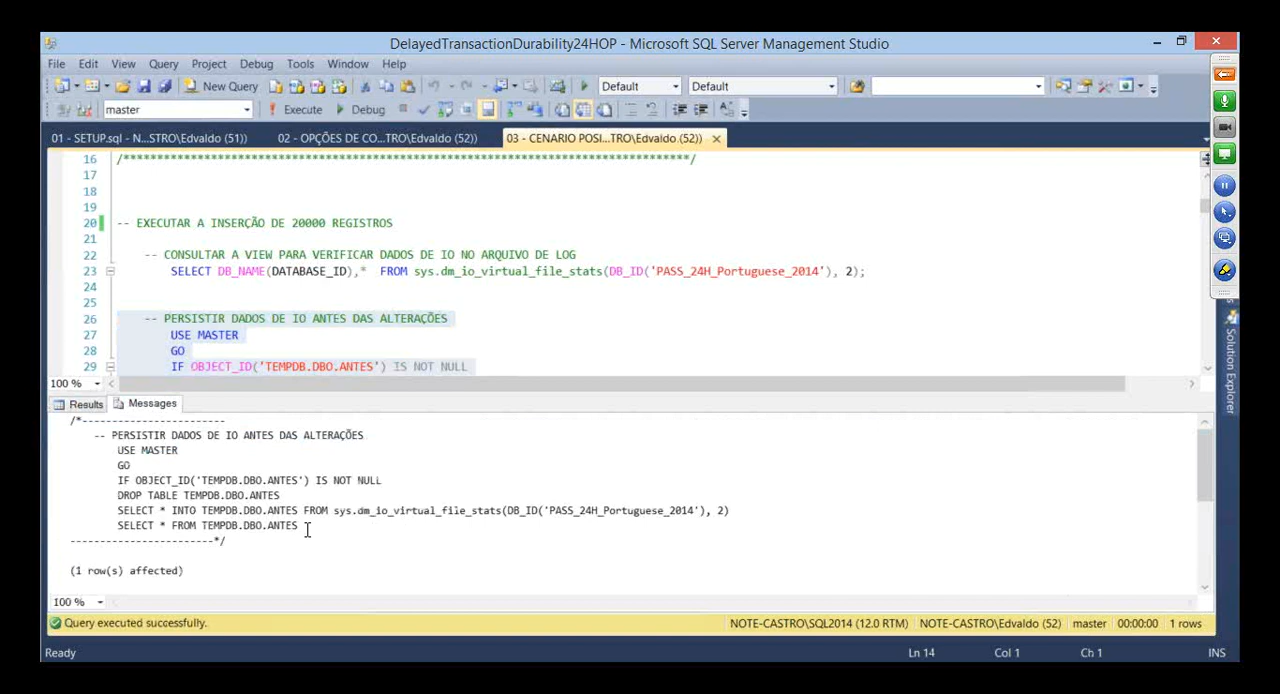 DelayedTransactionDurability24HOP - Microsoft SQL Server Management Studio
File Edit View Query Project Debug Tools Window Help
New Query Default Default
master Execute Debug
01 - SETUP.sql - N...STRO\Edvaldo (51)) 02 - OPÇÕES DE CO...TRO\Edvaldo (52)) 03 - CENARIO POSI...TRO\Edvaldo (52))
16 /*************************************************************************************/
17
18
19
20 -- EXECUTAR A INSERÇÃO DE 20000 REGISTROS
21
22 -- CONSULTAR A VIEW PARA VERIFICAR DADOS DE IO NO ARQUIVO DE LOG
23 SELECT DB_NAME(DATABASE_ID),* FROM sys.dm_io_virtual_file_stats(DB_ID('PASS_24H_Portuguese_2014'), 2);
24
25
26 -- PERSISTIR DADOS DE IO ANTES DAS ALTERAÇÕES
27 USE MASTER
28 GO
29 IF OBJECT_ID('TEMPDB.DBO.ANTES') IS NOT NULL
100 %
Solution Explorer
Results Messages
/*------------------------
-- PERSISTIR DADOS DE IO ANTES DAS ALTERAÇÕES
USE MASTER
GO
IF OBJECT_ID('TEMPDB.DBO.ANTES') IS NOT NULL
DROP TABLE TEMPDB.DBO.ANTES
SELECT * INTO TEMPDB.DBO.ANTES FROM sys.dm_io_virtual_file_stats(DB_ID('PASS_24H_Portuguese_2014'), 2)
SELECT * FROM TEMPDB.DBO.ANTES
------------------------*/
(1 row(s) affected)
100 %
Query executed successfully. NOTE-CASTRO\SQL2014 (12.0 RTM) NOTE-CASTRO\Edvaldo (52) master 00:00:00 1 rows
Ready Ln 14 Col 1 Ch 1 INS